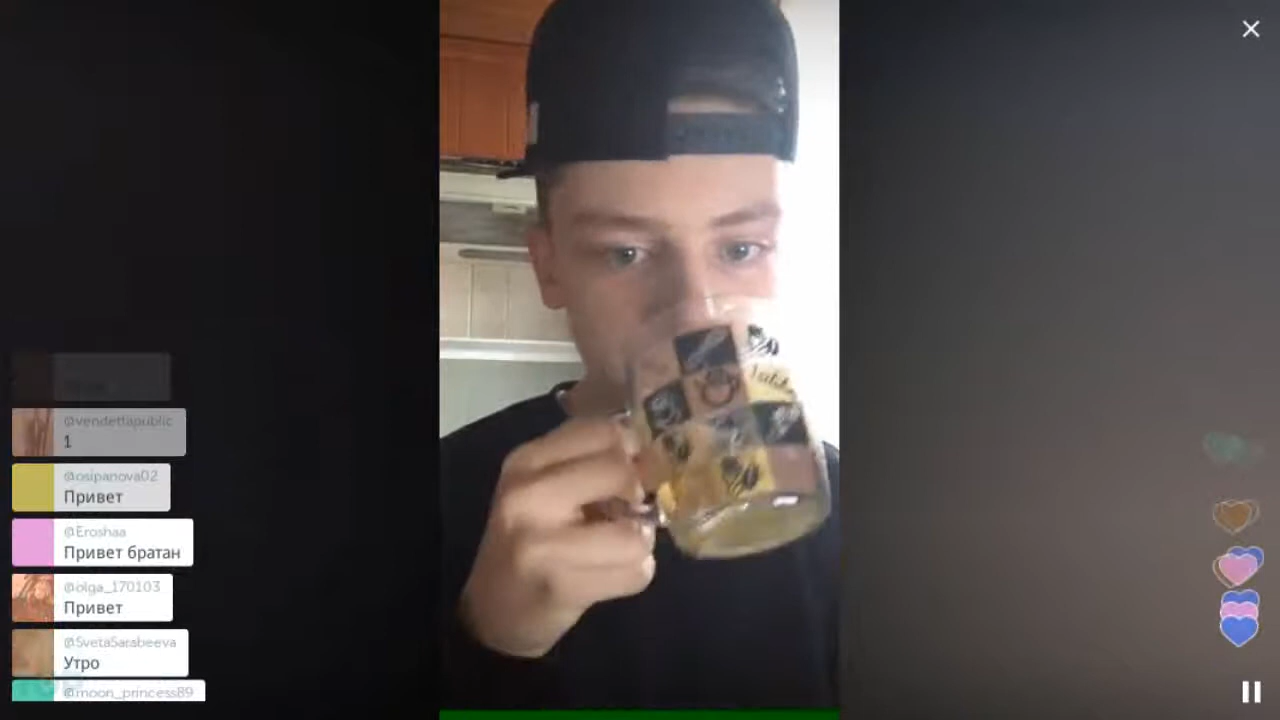 @vendettapublic
1
@osipanova02
Привет
@Eroshaa
Привет братан
@olga_170103
Привет
@SvetaSarabeeva
Утро
@moon_princess89